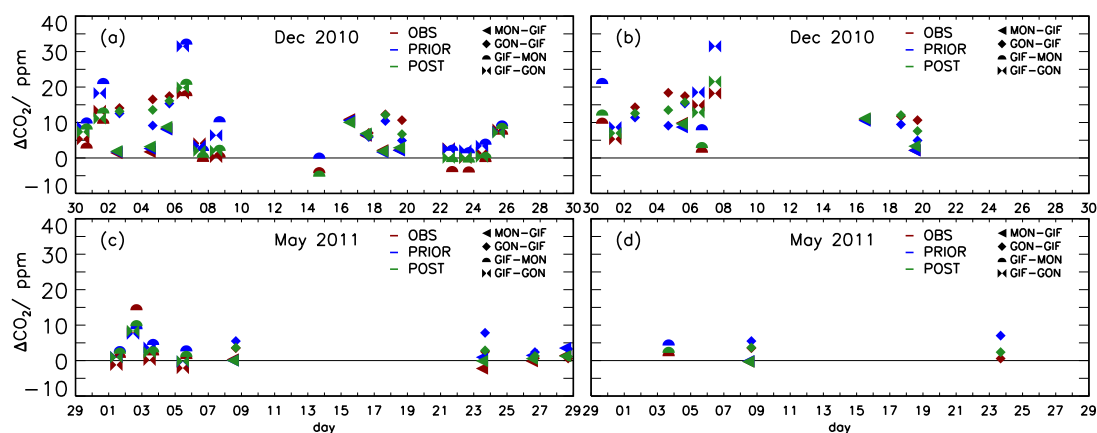 (a) Dec 2010 OBS PRIOR POST MON-GIF GON-GIF GIF-MON GIF-GON
(b) Dec 2010 OBS PRIOR POST MON-GIF GON-GIF GIF-MON GIF-GON
ΔCO2/ ppm
40 30 20 10 0 -10
30 02 04 06 08 10 12 14 16 18 20 22 24 26 28 30
30 02 04 06 08 10 12 14 16 18 20 22 24 26 28 30
(c) May 2011 OBS PRIOR POST MON-GIF GON-GIF GIF-MON GIF-GON
(d) May 2011 OBS PRIOR POST MON-GIF GON-GIF GIF-MON GIF-GON
ΔCO2/ ppm
40 30 20 10 0 -10
29 01 03 05 07 09 11 13 15 17 19 21 23 25 27 29
29 01 03 05 07 09 11 13 15 17 19 21 23 25 27 29
day
day